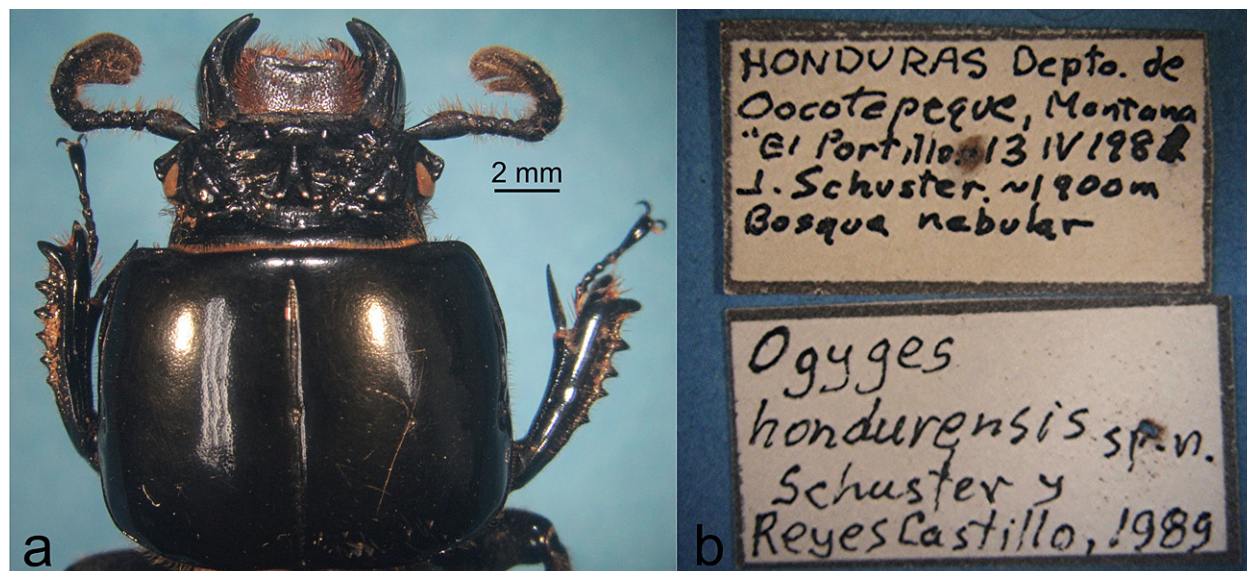 2 mm
a
HONDURAS Depto. de
Oocotepeque, Montana
"El Portillo" 13 IV 198
J. Schuster. ~1900m
Bosque nebular
Ogyges
hondurensis sp. n.
Schuster y
Reyes Castillo, 1989
b